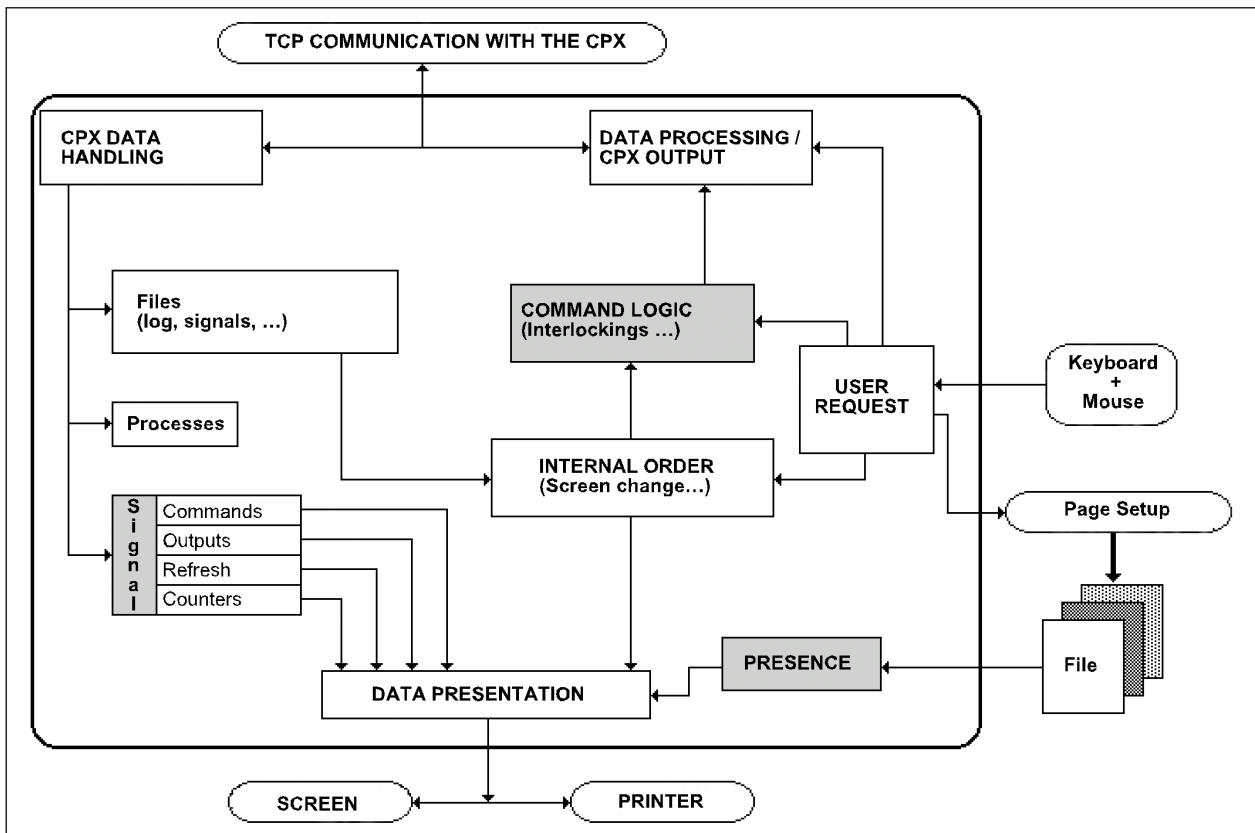 TCP COMMUNICATION WITH THE CPX
CPX DATA
HANDLING
DATA PROCESSING /
CPX OUTPUT
Files
(log, signals, …)
COMMAND LOGIC
(Interlockings …)
USER
REQUEST
Keyboard
+
Mouse
Processes
INTERNAL ORDER
(Screen change…)
Signal
Commands
Outputs
Refresh
Counters
Page Setup
File
PRESENCE
DATA PRESENTATION
SCREEN
PRINTER